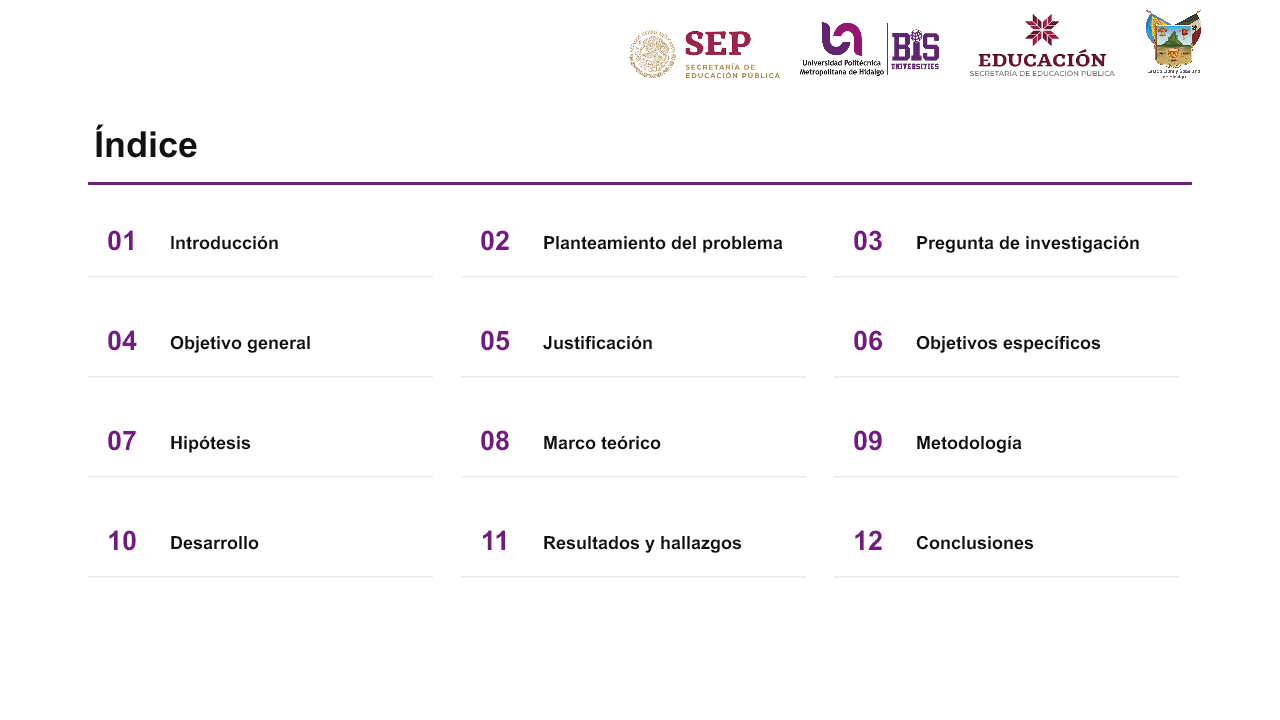 SEP
SECRETARÍA DE
EDUCACIÓN PÚBLICA
Universidad Politécnica
Metropolitana de Hidalgo
BIS
UNIVERSITIES
EDUCACIÓN
SECRETARÍA DE EDUCACIÓN PÚBLICA
Índice
01 Introducción
02 Planteamiento del problema
03 Pregunta de investigación
04 Objetivo general
05 Justificación
06 Objetivos específicos
07 Hipótesis
08 Marco teórico
09 Metodología
10 Desarrollo
11 Resultados y hallazgos
12 Conclusiones